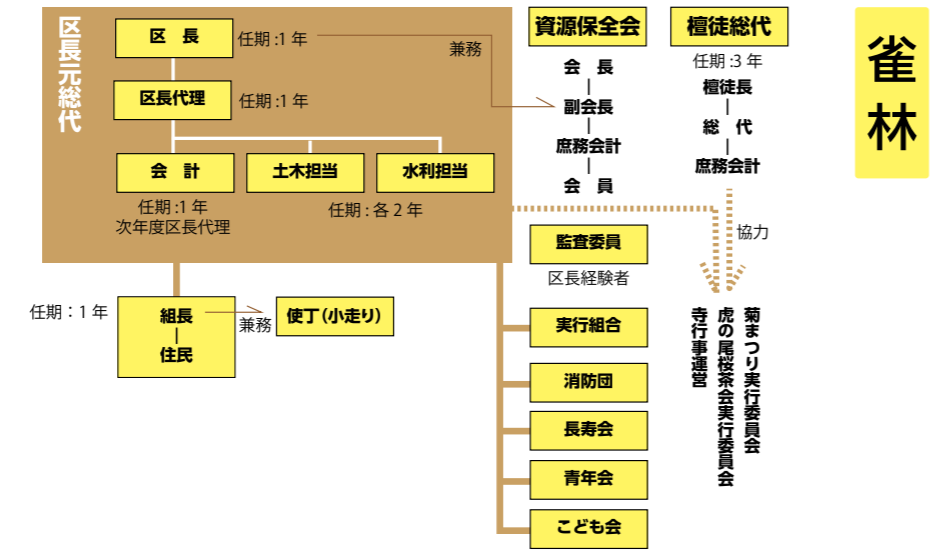 雀林
区長元総代
区　長
任期:1 年
兼務
区長代理
任期:1 年
会　計
土木担当
水利担当
任期:1 年
次年度区長代理
任期 : 各 2 年
資源保全会
会　長
副会長
庶務会計
会　員
檀徒総代
任期:3 年
檀徒長
総　代
庶務会計
協力
監査委員
区長経験者
任期：1 年
組長
住民
兼務
使丁（小走り）
実行組合
消防団
長寿会
青年会
こども会
菊まつり実行委員会
虎の尾桜茶会実行委員会
寺行事運営